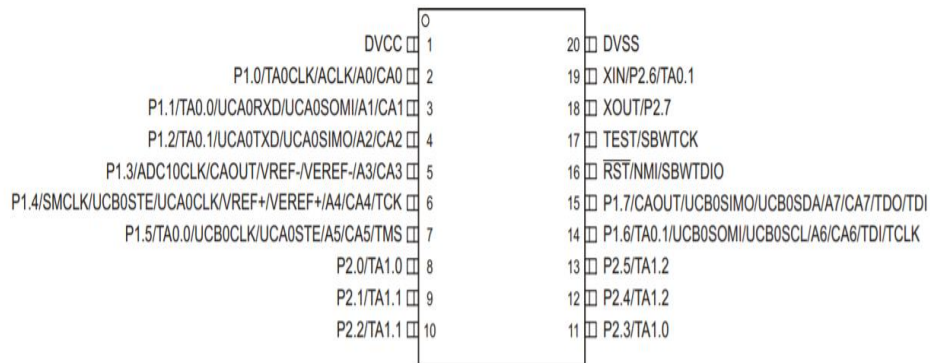 DVCC 1 20 DVSS
P1.0/TA0CLK/ACLK/A0/CA0 2 19 XIN/P2.6/TA0.1
P1.1/TA0.0/UCA0RXD/UCA0SOMI/A1/CA1 3 18 XOUT/P2.7
P1.2/TA0.1/UCA0TXD/UCA0SIMO/A2/CA2 4 17 TEST/SBWTCK
P1.3/ADC10CLK/CAOUT/VREF-/VEREF-/A3/CA3 5 16 RST/NMI/SBWTDIO
P1.4/SMCLK/UCB0STE/UCA0CLK/VREF+/VEREF+/A4/CA4/TCK 6 15 P1.7/CAOUT/UCB0SIMO/UCB0SDA/A7/CA7/TDO/TDI
P1.5/TA0.0/UCB0CLK/UCA0STE/A5/CA5/TMS 7 14 P1.6/TA0.1/UCB0SOMI/UCB0SCL/A6/CA6/TDI/TCLK
P2.0/TA1.0 8 13 P2.5/TA1.2
P2.1/TA1.1 9 12 P2.4/TA1.2
P2.2/TA1.1 10 11 P2.3/TA1.0